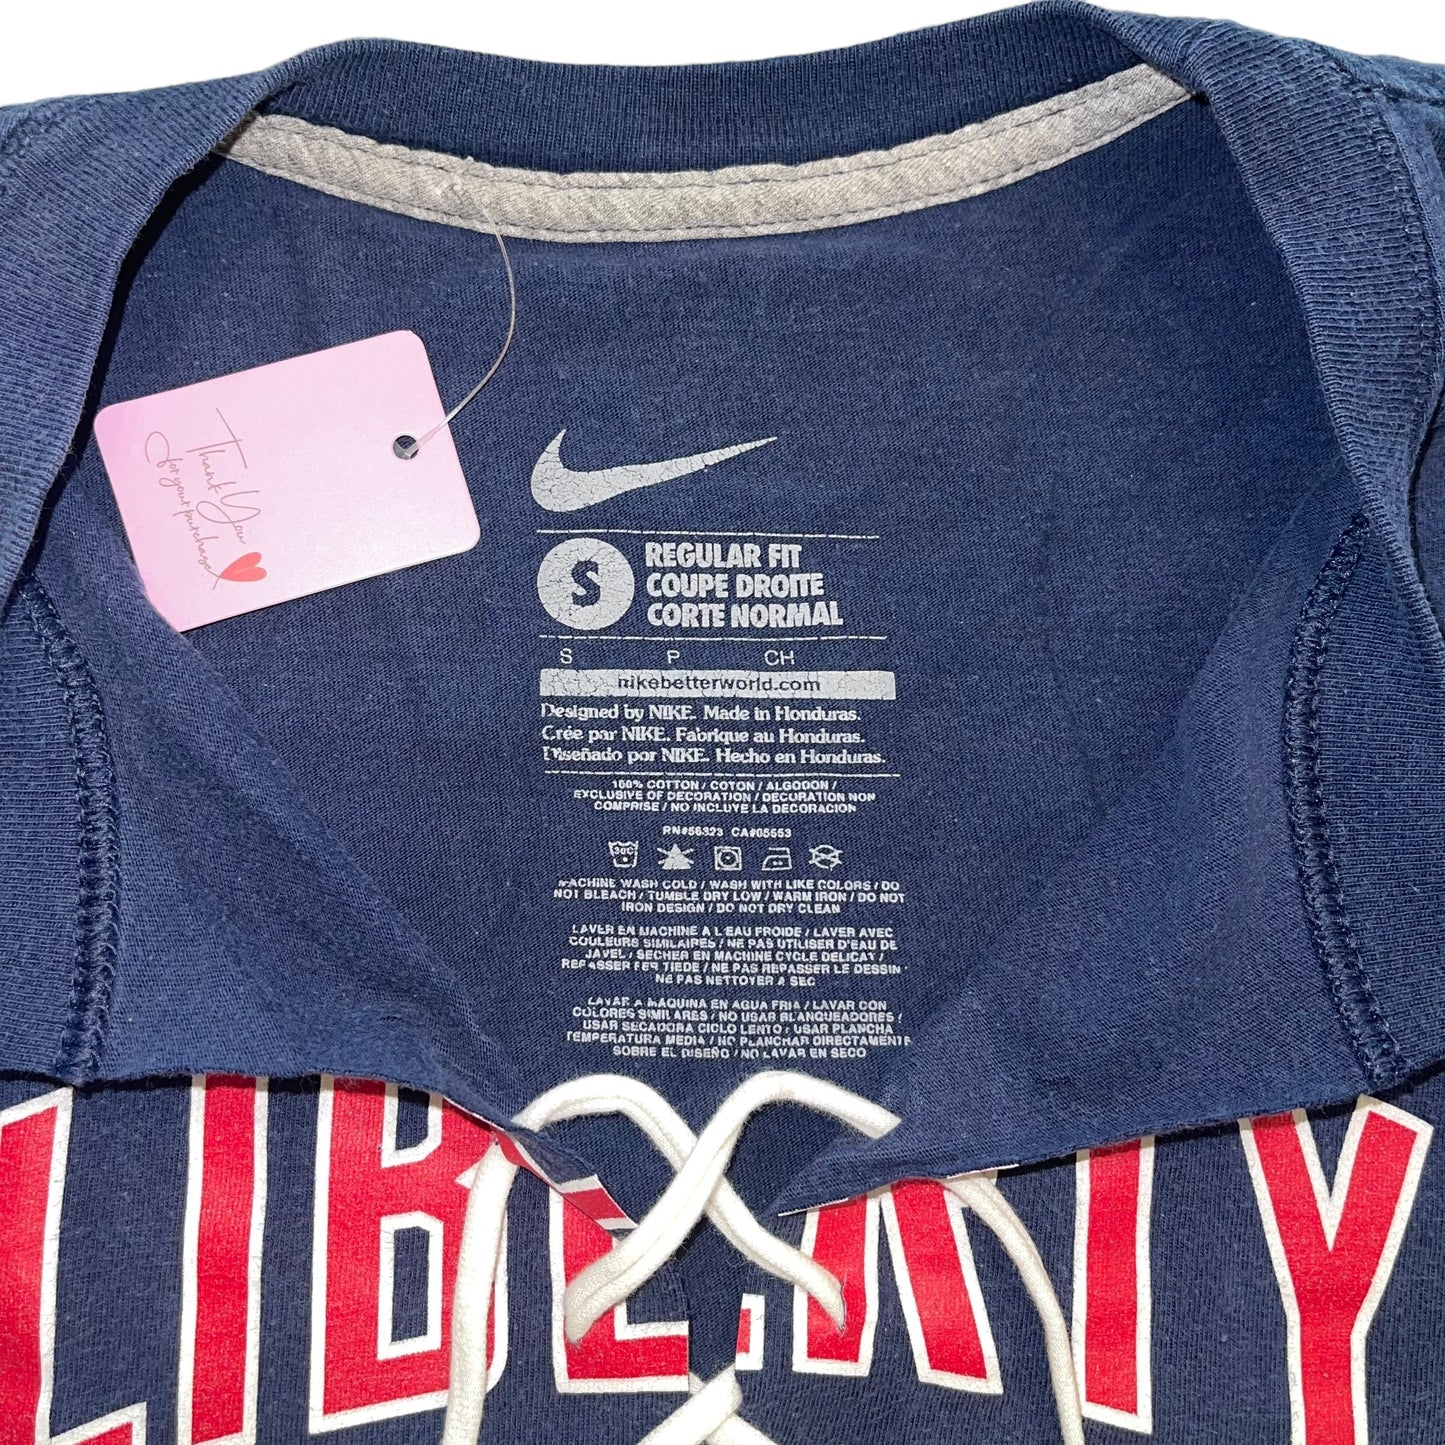 Thank You
for your purchase
S
REGULAR FIT
COUPE DROITE
CORTE NORMAL
S P CH
nikebetterworld.com
Designed by NIKE. Made in Honduras.
Crée par NIKE. Fabrique au Honduras.
Diseñado por NIKE. Hecho en Honduras.
100% COTTON / COTON / ALGODON /
EXCLUSIVE OF DECORATION / DECORATION NON
COMPRISE / NO INCLUYE LA DECORACION
RN#56323 CA#05553
30°C
MACHINE WASH COLD / WASH WITH LIKE COLORS / DO
NOT BLEACH / TUMBLE DRY LOW / WARM IRON / DO NOT
IRON DESIGN / DO NOT DRY CLEAN
LAVER EN MACHINE A L'EAU FROIDE / LAVER AVEC
COULEURS SIMILAIRES / NE PAS UTILISER D'EAU DE
JAVEL / SECHER EN MACHINE CYCLE DELICAT /
REPASSER FER TIEDE / NE PAS REPASSER LE DESSIN
NE PAS NETTOYER A SEC
LAVAR A MAQUINA EN AGUA FRIA / LAVAR CON
COLORES SIMILARES / NO USAR BLANQUEADORES /
USAR SECADORA CICLO LENTO / USAR PLANCHA
TEMPERATURA MEDIA / NO PLANCHAR DIRECTAMENTE
SOBRE EL DISEÑO / NO LAVAR EN SECO
LIBERTY